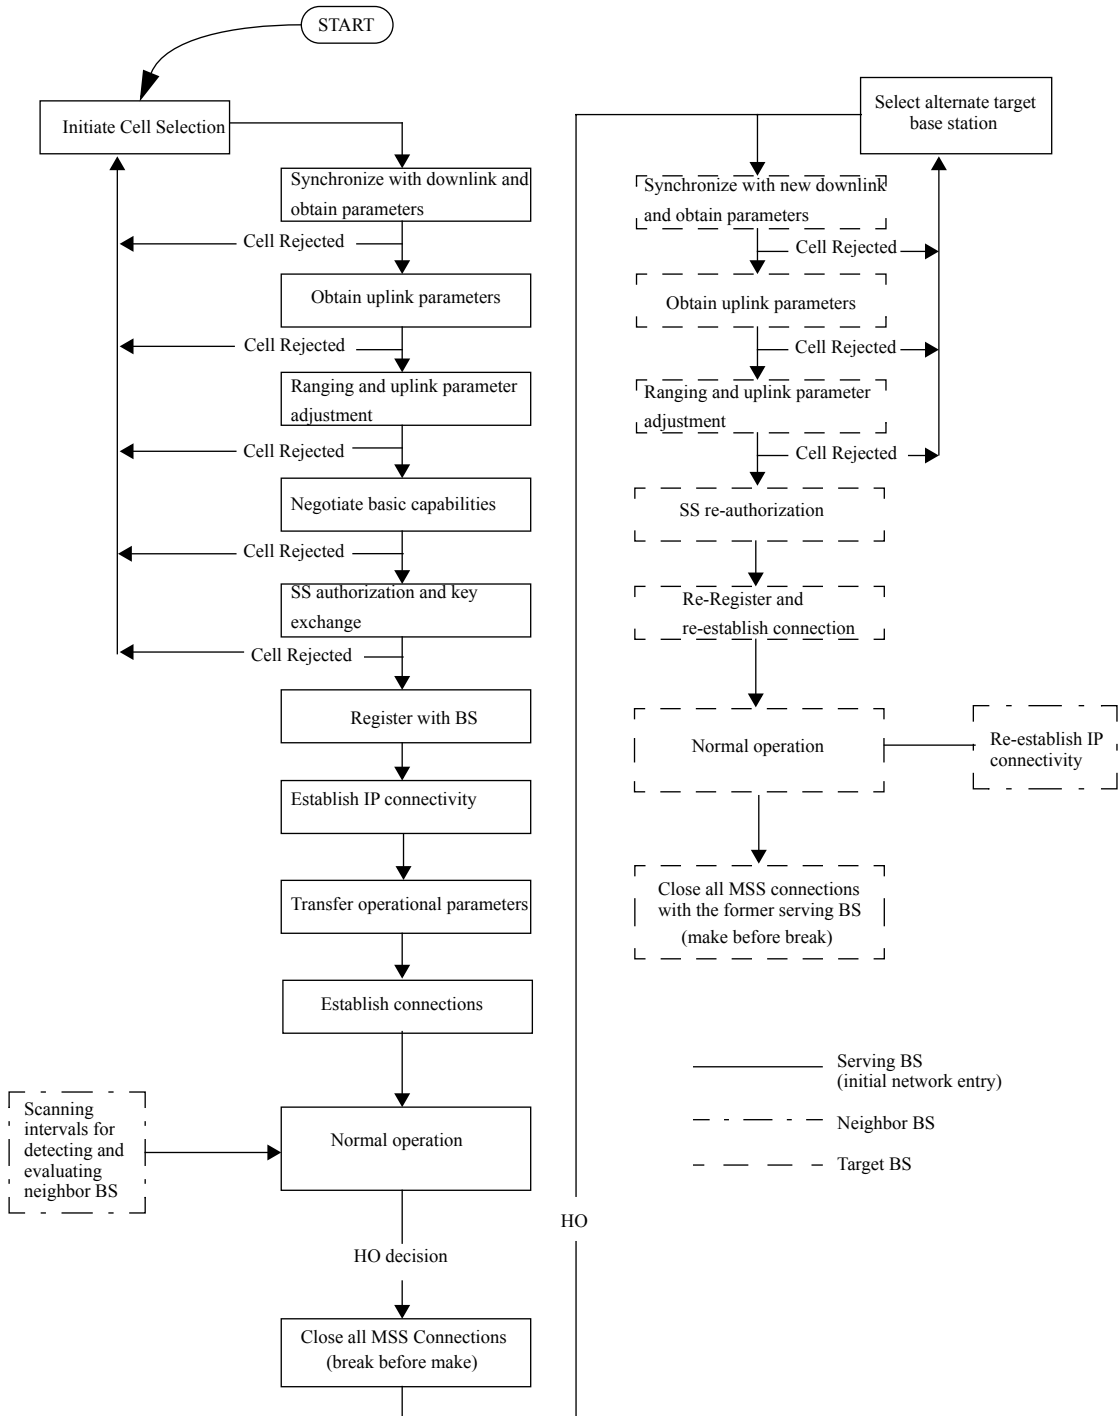 START
Initiate Cell Selection
Synchronize with downlink and
obtain parameters
Cell Rejected
Obtain uplink parameters
Cell Rejected
Ranging and uplink parameter
adjustment
Cell Rejected
Negotiate basic capabilities
Cell Rejected
SS authorization and key
exchange
Cell Rejected
Register with BS
Establish IP connectivity
Transfer operational parameters
Establish connections
Scanning
intervals for
detecting and
evaluating
neighbor BS
Normal operation
HO decision
Close all MSS Connections
(break before make)
HO
Select alternate target
base station
Synchronize with new downlink
and obtain parameters
Cell Rejected
Obtain uplink parameters
Cell Rejected
Ranging and uplink parameter
adjustment
Cell Rejected
SS re-authorization
Re-Register and
re-establish connection
Normal operation
Re-establish IP
connectivity
Close all MSS connections
with the former serving BS
(make before break)
Serving BS
(initial network entry)
Neighbor BS
Target BS